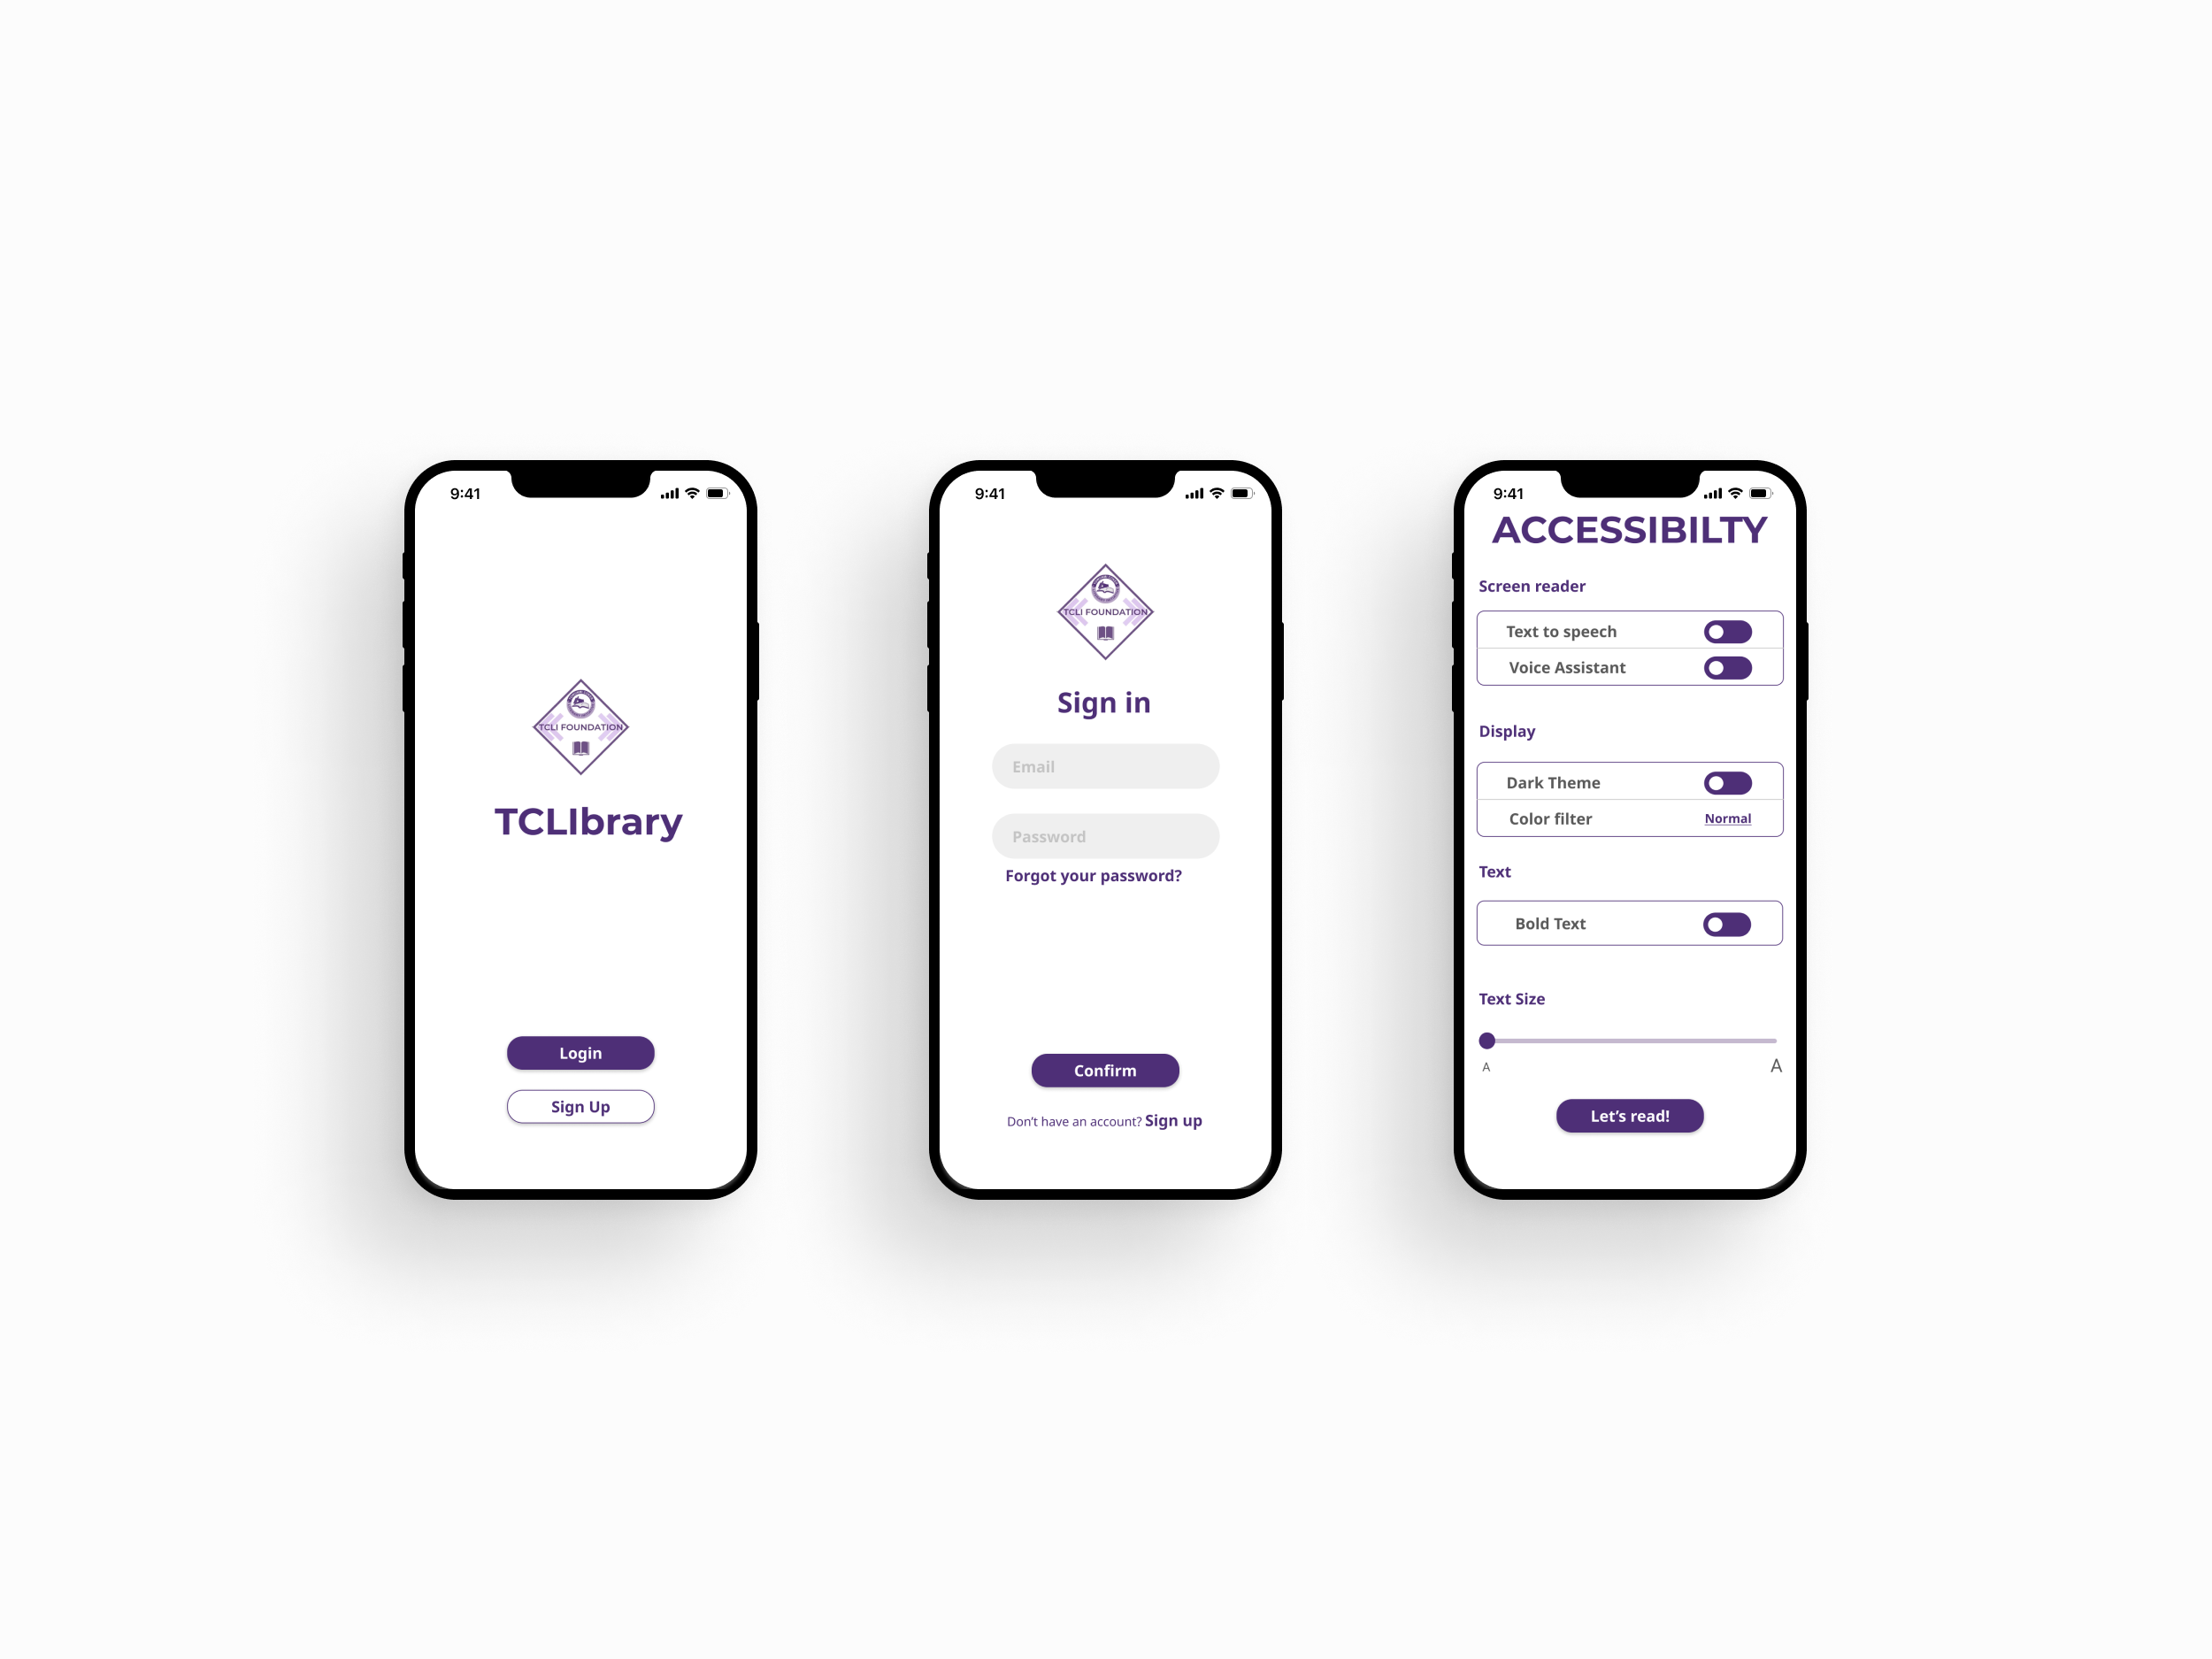 9:41
TCLI FOUNDATION
TCLIbrary
Login
Sign Up
9:41
TCLI FOUNDATION
Sign in
Email
Password
Forgot your password?
Confirm
Don't have an account? Sign up
9:41
ACCESSIBILTY
Screen reader
Text to speech
Voice Assistant
Display
Dark Theme
Color filter Normal
Text
Bold Text
Text Size
A A
Let's read!